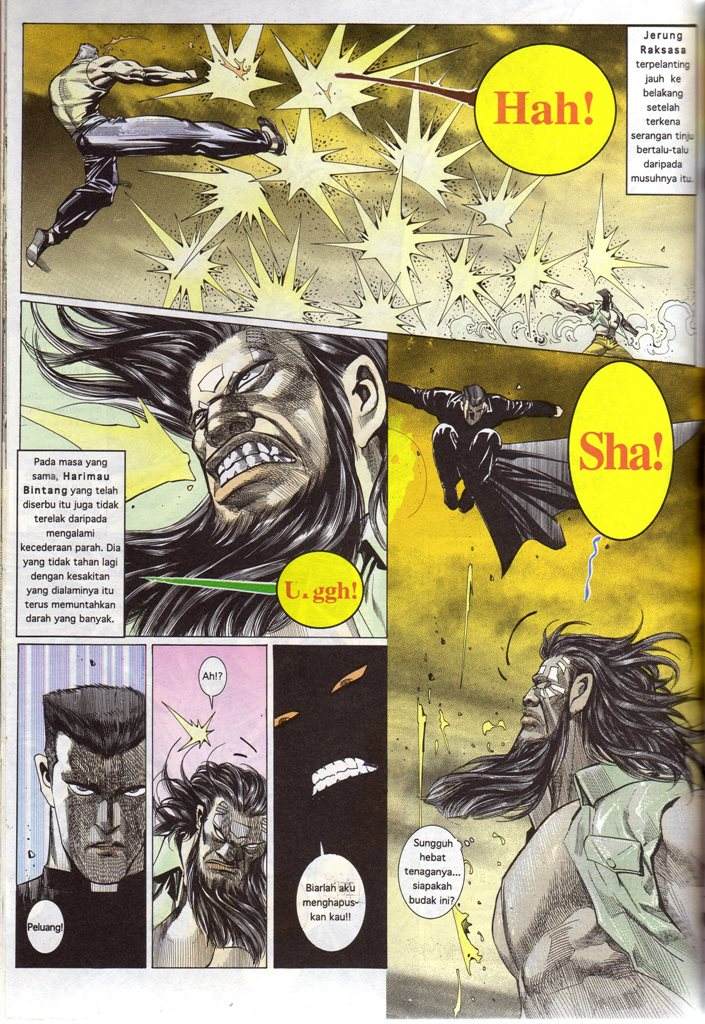 Hah!
Jerung
Raksasa
terpelanting
jauh ke
belakang
setelah
terkena
serangan tinju
bertalu-talu
daripada
musuhnya itu.
Pada masa yang
sama, Harimau
Bintang yang telah
diserbu itu juga tidak
terelak daripada
mengalami
kecederaan parah. Dia
yang tidak tahan lagi
dengan kesakitan
yang dialaminya itu
terus memuntahkan
darah yang banyak.
U.ggh!
Sha!
Sungguh
hebat
tenaganya...
siapakah
budak ini?
Peluang!
Ah!?
Biarlah aku
menghapus-
kan kau!!